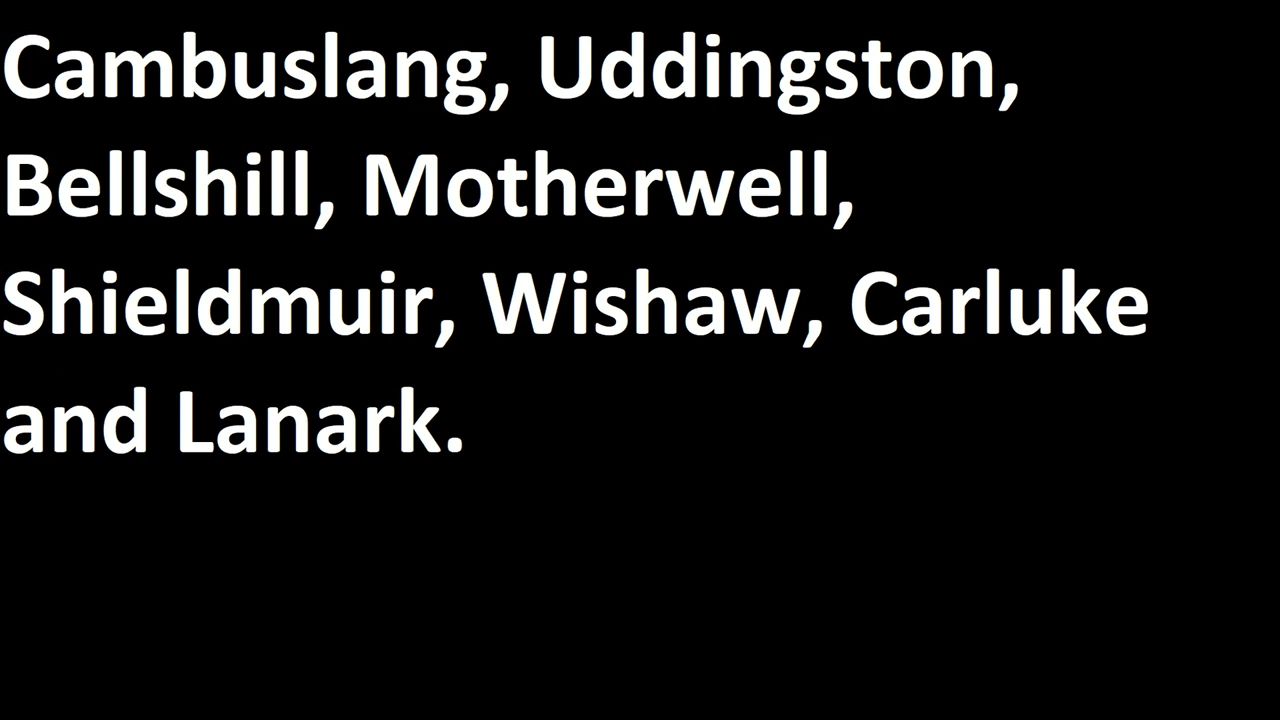 Cambuslang, Uddingston,
Bellshill, Motherwell,
Shieldmuir, Wishaw, Carluke
and Lanark.